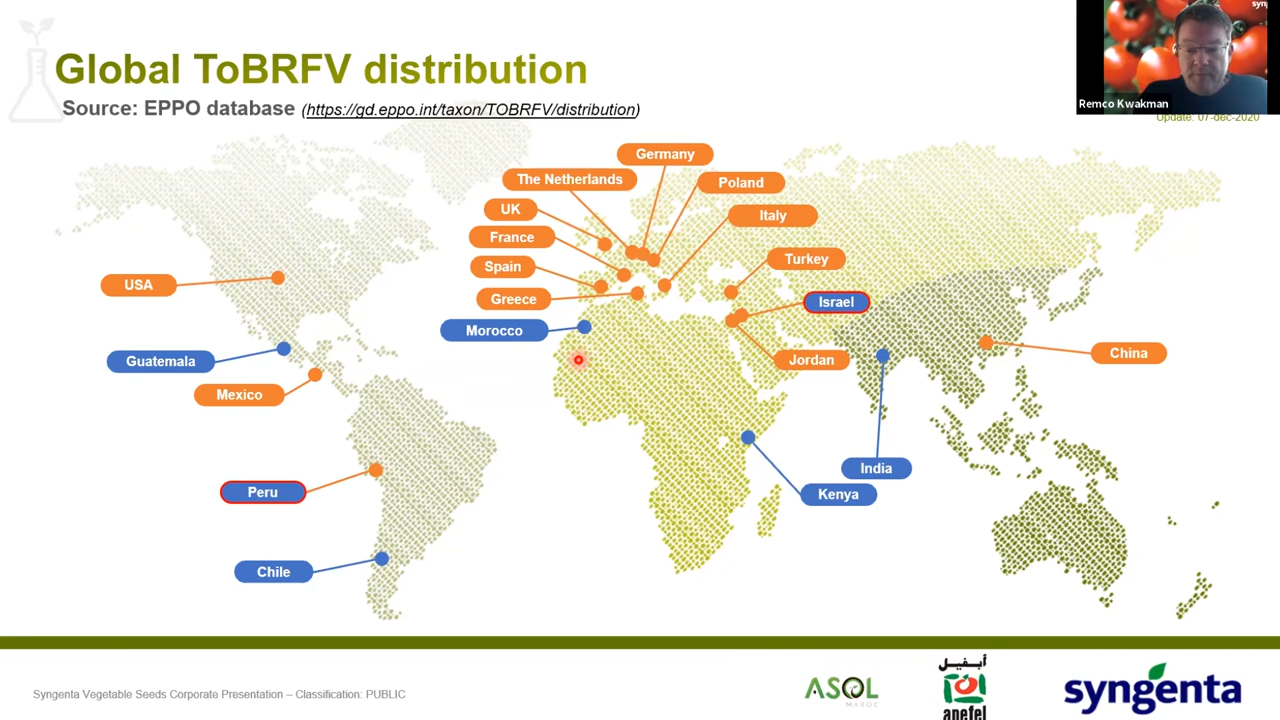 Global ToBRFV distribution
Source: EPPO database (https://gd.eppo.int/taxon/TOBRFV/distribution)
syn
Remco Kwakman
Update: 07-dec-2020
Germany
The Netherlands
Poland
UK
Italy
France
Turkey
Spain
USA
Greece
Israel
Morocco
China
Guatemala
Jordan
Mexico
India
Peru
Kenya
Chile
Syngenta Vegetable Seeds Corporate Presentation – Classification: PUBLIC
ASOL
MAROC
أبفيل
apefel
syngenta